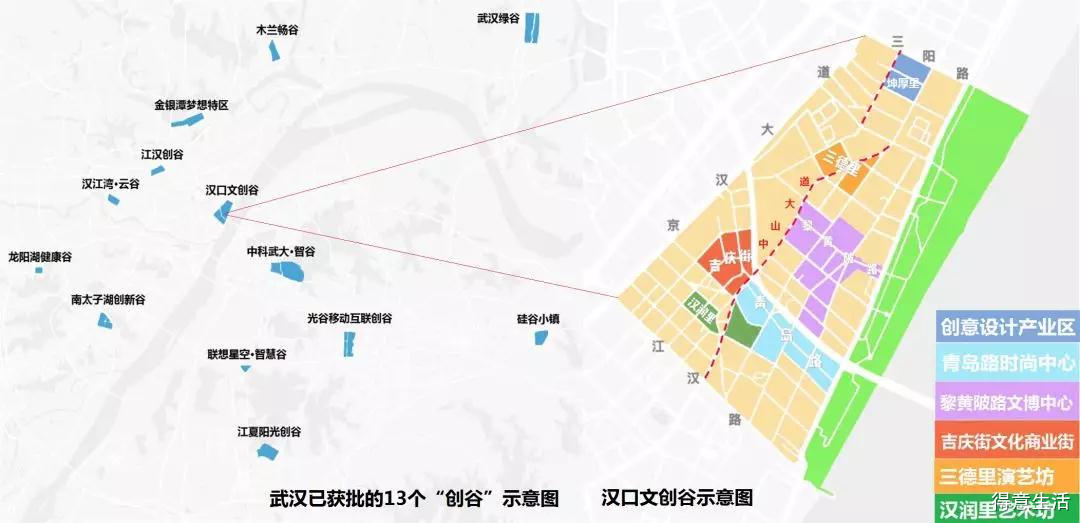 武汉绿谷
木兰畅谷
金银潭梦想特区
江汉创谷
汉江湾·云谷
汉口文创谷
中科武大·智谷
龙阳湖健康谷
南太子湖创新谷
光谷移动互联创谷
硅谷小镇
联想星空·智慧谷
江夏阳光创谷
武汉已获批的13个“创谷”示意图
三阳路
坤厚里
京汉大道
三德里
中山大道
黎黄陂路
吉庆街
汉润里
青岛路
江汉路
创意设计产业区
青岛路时尚中心
黎黄陂路文博中心
吉庆街文化商业街
三德里演艺坊
汉润里艺术坊
汉口文创谷示意图
得意生活